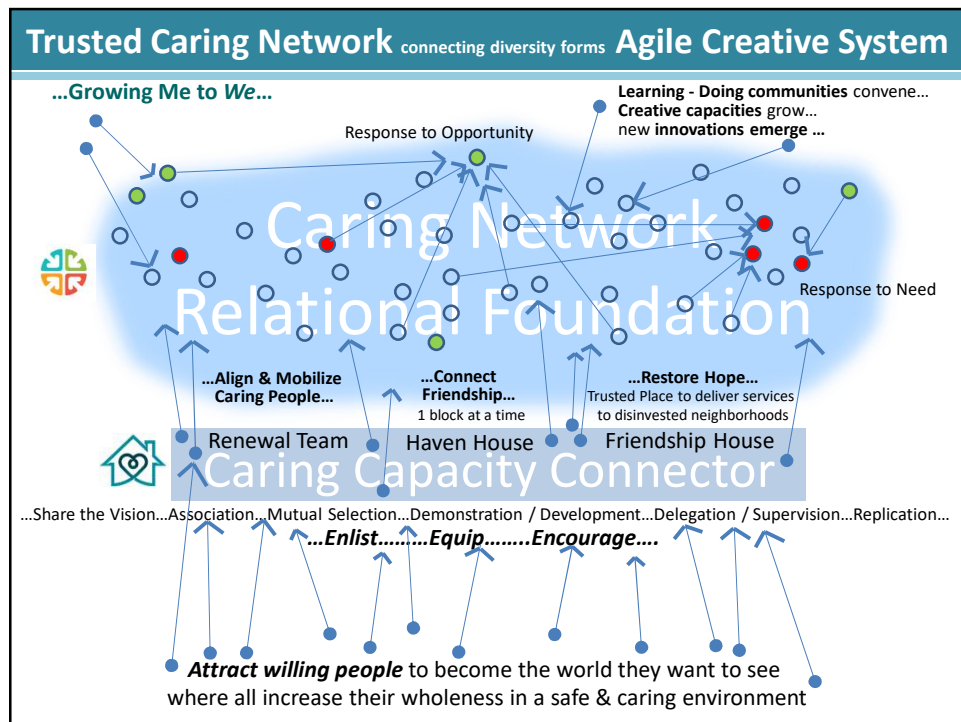 Trusted Caring Network connecting diversity forms Agile Creative System
…Growing Me to We…
Learning - Doing communities convene…
Creative capacities grow…
new innovations emerge …
Response to Opportunity
Caring Network
Response to Need
Relational Foundation
…Align & Mobilize
Caring People…
…Connect
Friendship…
1 block at a time
…Restore Hope…
Trusted Place to deliver services
to disinvested neighborhoods
Renewal Team
Haven House
Friendship House
Caring Capacity Connector
…Share the Vision…Association…Mutual Selection…Demonstration / Development…Delegation / Supervision…Replication…
…Enlist………Equip……..Encourage….
Attract willing people to become the world they want to see
where all increase their wholeness in a safe & caring environment